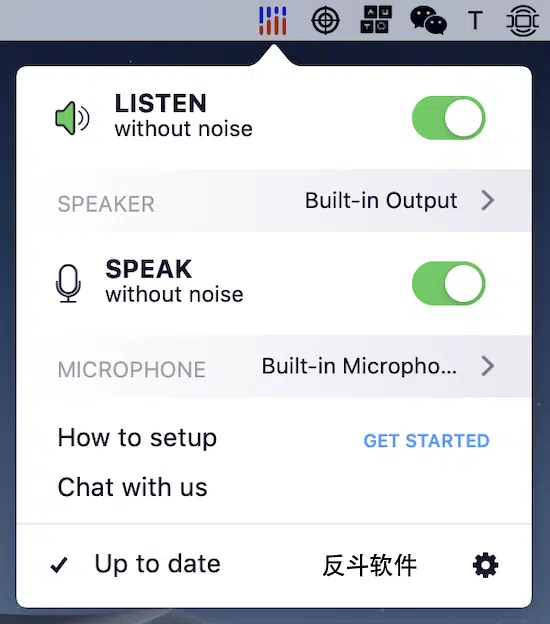 T
LISTEN
without noise
SPEAKER
Built-in Output
SPEAK
without noise
MICROPHONE
Built-in Micropho...
How to setup
GET STARTED
Chat with us
Up to date
反斗软件